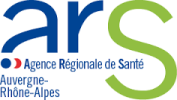 ars
Agence Régionale de Santé
Auvergne-
Rhône-Alpes